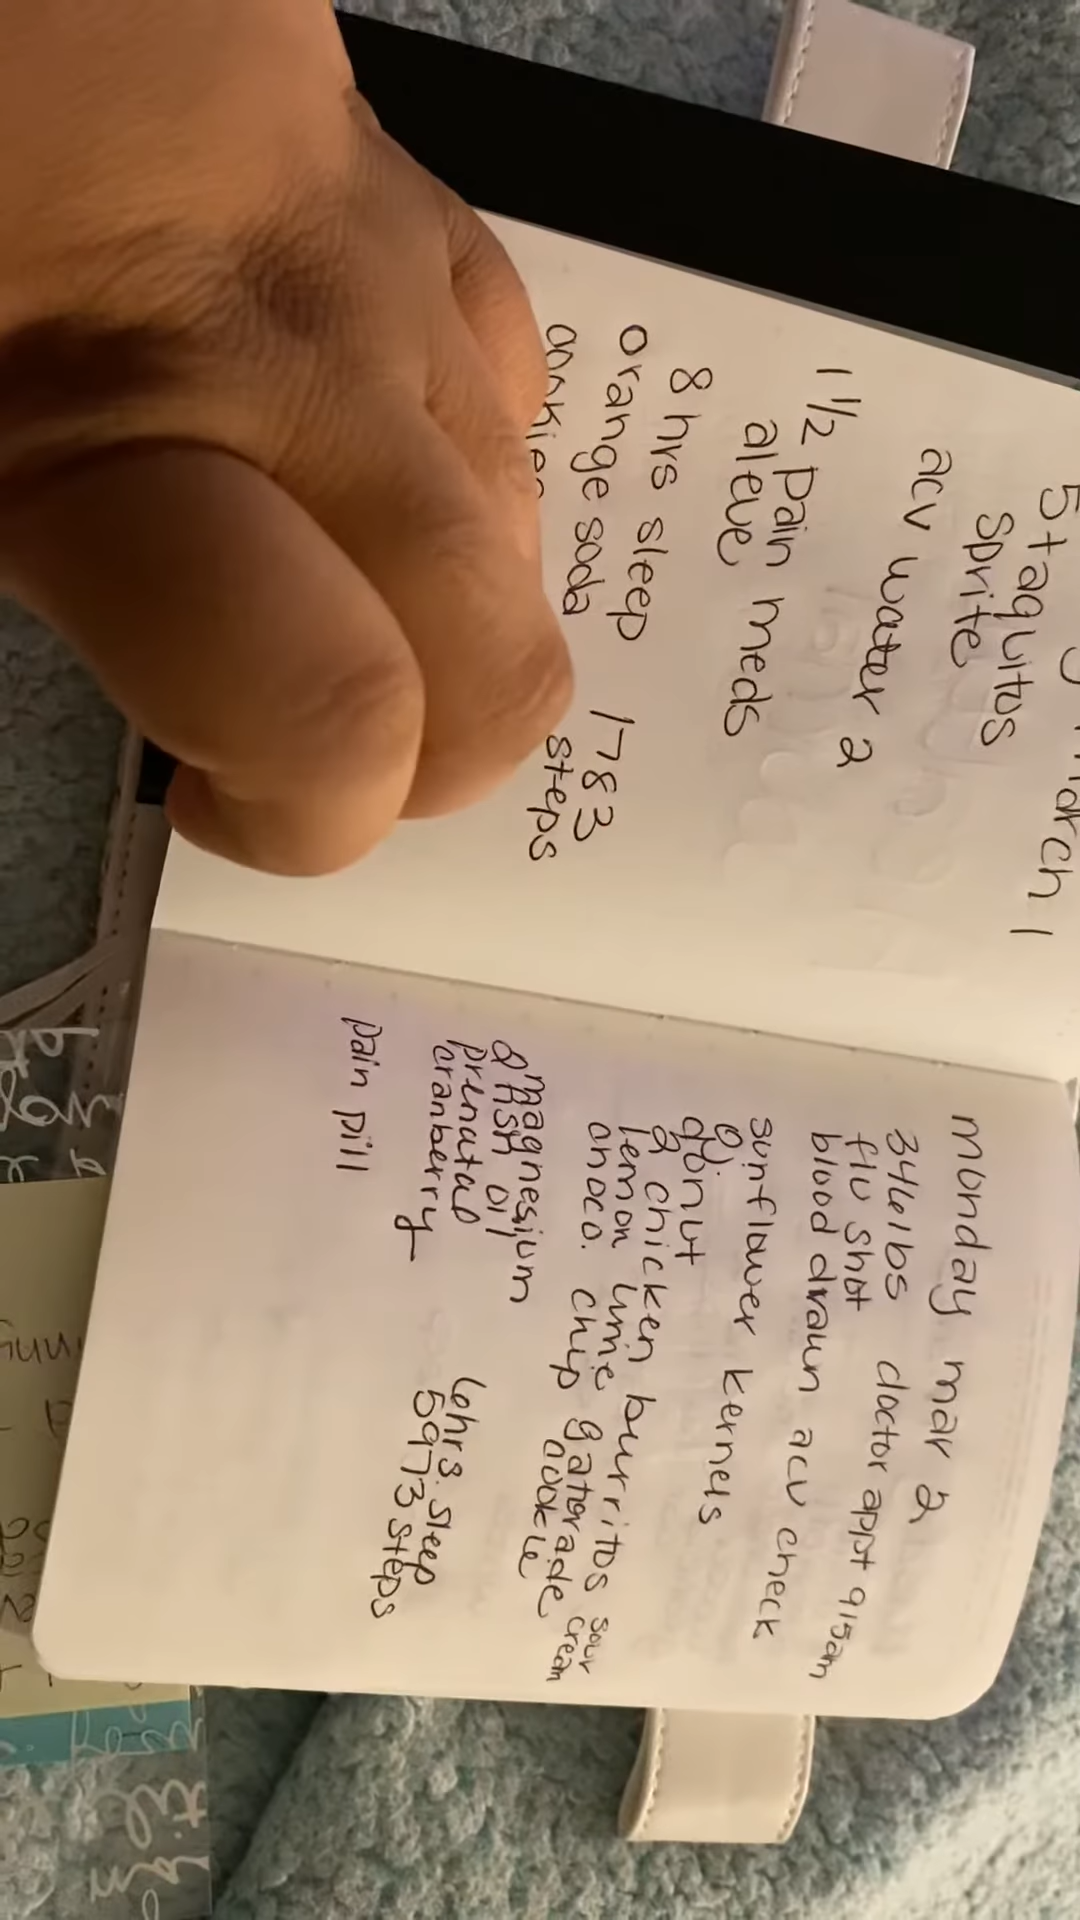 March 1
5 taquitos
sprite
acv water 2
1 1/2 pain meds
aleve
8 hrs sleep
orange soda
cookies
1783
steps
monday mar 2
346lbs doctor appt 915am
flu shot
blood drawn acv check
sunflower kernels
OJ
donut
2 chicken burritos sour cream
lemon lime gatorade
choco. chip cookie
magnesium
2 fish oil
prenatal
cranberry
6hrs. sleep
5973 steps
pain pill